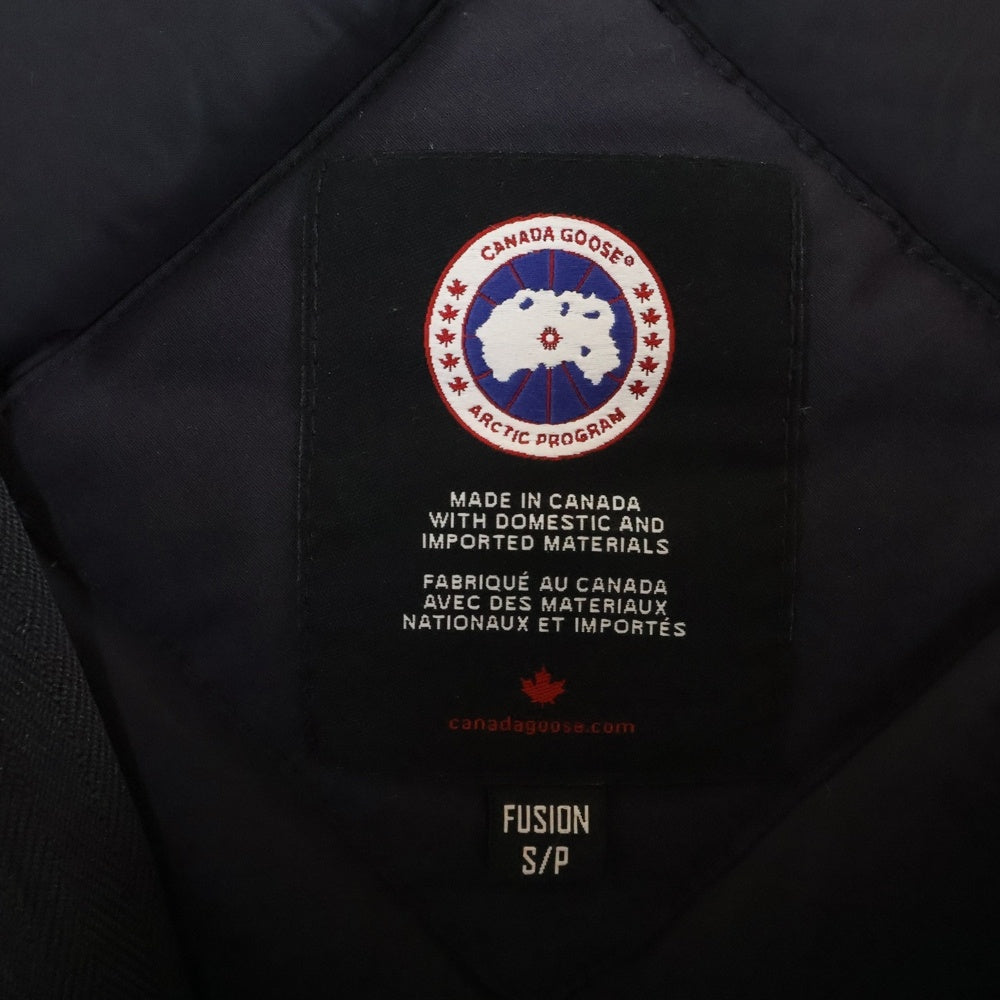 CANADA GOOSE®
ARCTIC PROGRAM
MADE IN CANADA
WITH DOMESTIC AND
IMPORTED MATERIALS
FABRIQUÉ AU CANADA
AVEC DES MATERIAUX
NATIONAUX ET IMPORTÉS
canadagoose.com
FUSION
S/P